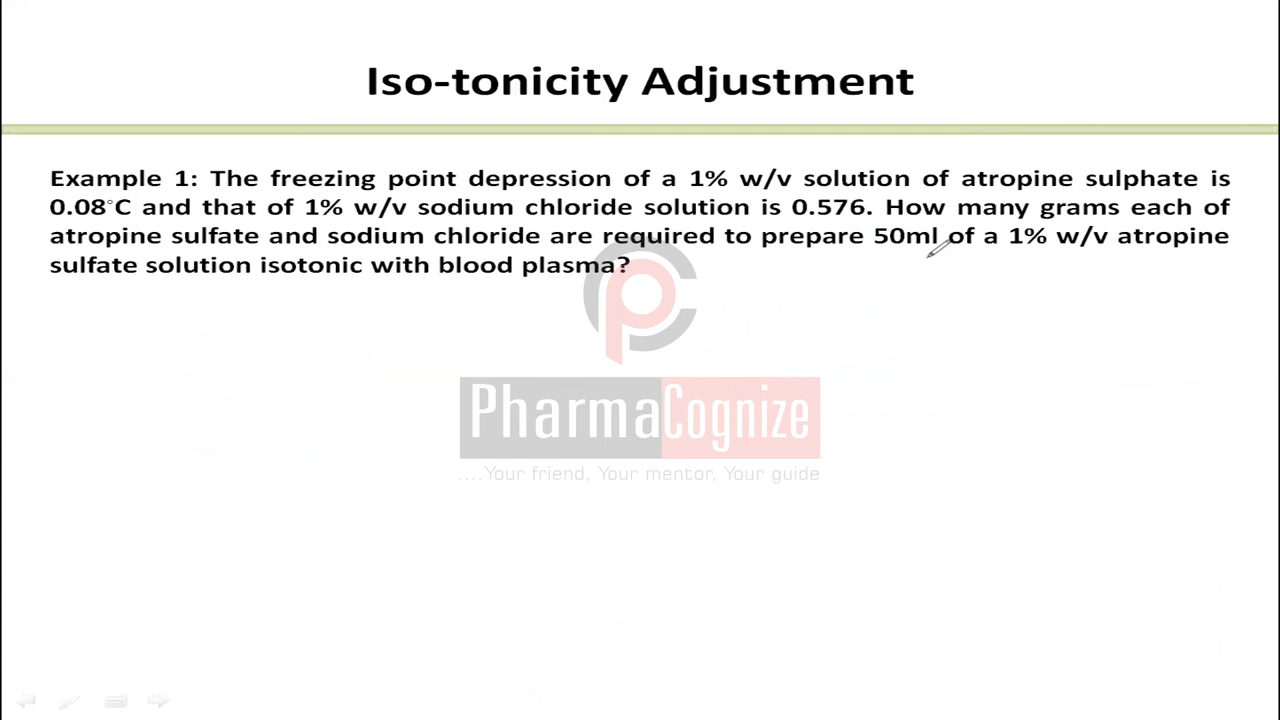 Iso-tonicity Adjustment
Example 1: The freezing point depression of a 1% w/v solution of atropine sulphate is
0.08°C and that of 1% w/v sodium chloride solution is 0.576. How many grams each of
atropine sulfate and sodium chloride are required to prepare 50ml of a 1% w/v atropine
sulfate solution isotonic with blood plasma?
PharmaCognize
....Your friend, Your mentor, Your guide